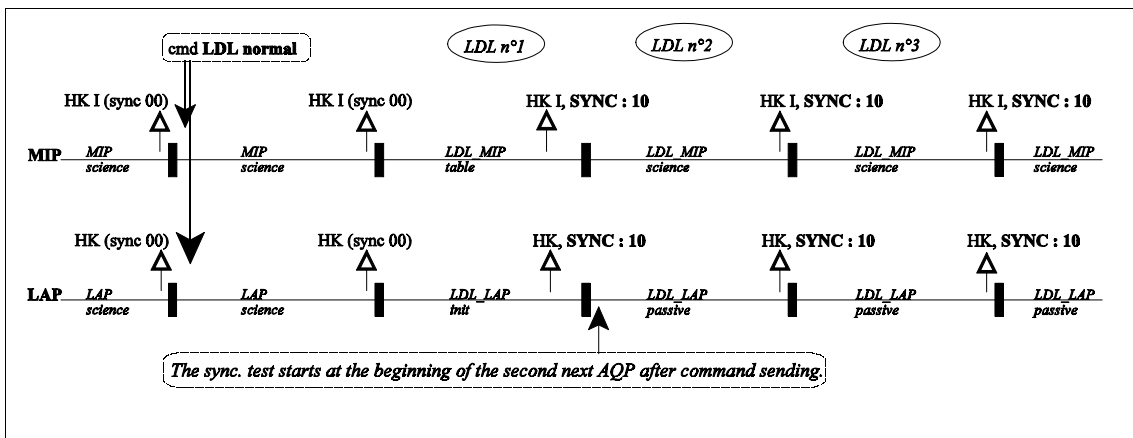 cmd LDL normal
LDL n°1
LDL n°2
LDL n°3
HK I (sync 00)
HK I (sync 00)
HK I, SYNC : 10
HK I, SYNC : 10
HK I, SYNC : 10
MIP
MIP
science
MIP
science
LDL_MIP
table
LDL_MIP
science
LDL_MIP
science
LDL_MIP
science
HK (sync 00)
HK (sync 00)
HK, SYNC : 10
HK, SYNC : 10
HK, SYNC : 10
LAP
LAP
science
LAP
science
LDL_LAP
init
LDL_LAP
passive
LDL_LAP
passive
LDL_LAP
passive
The sync. test starts at the beginning of the second next AQP after command sending.